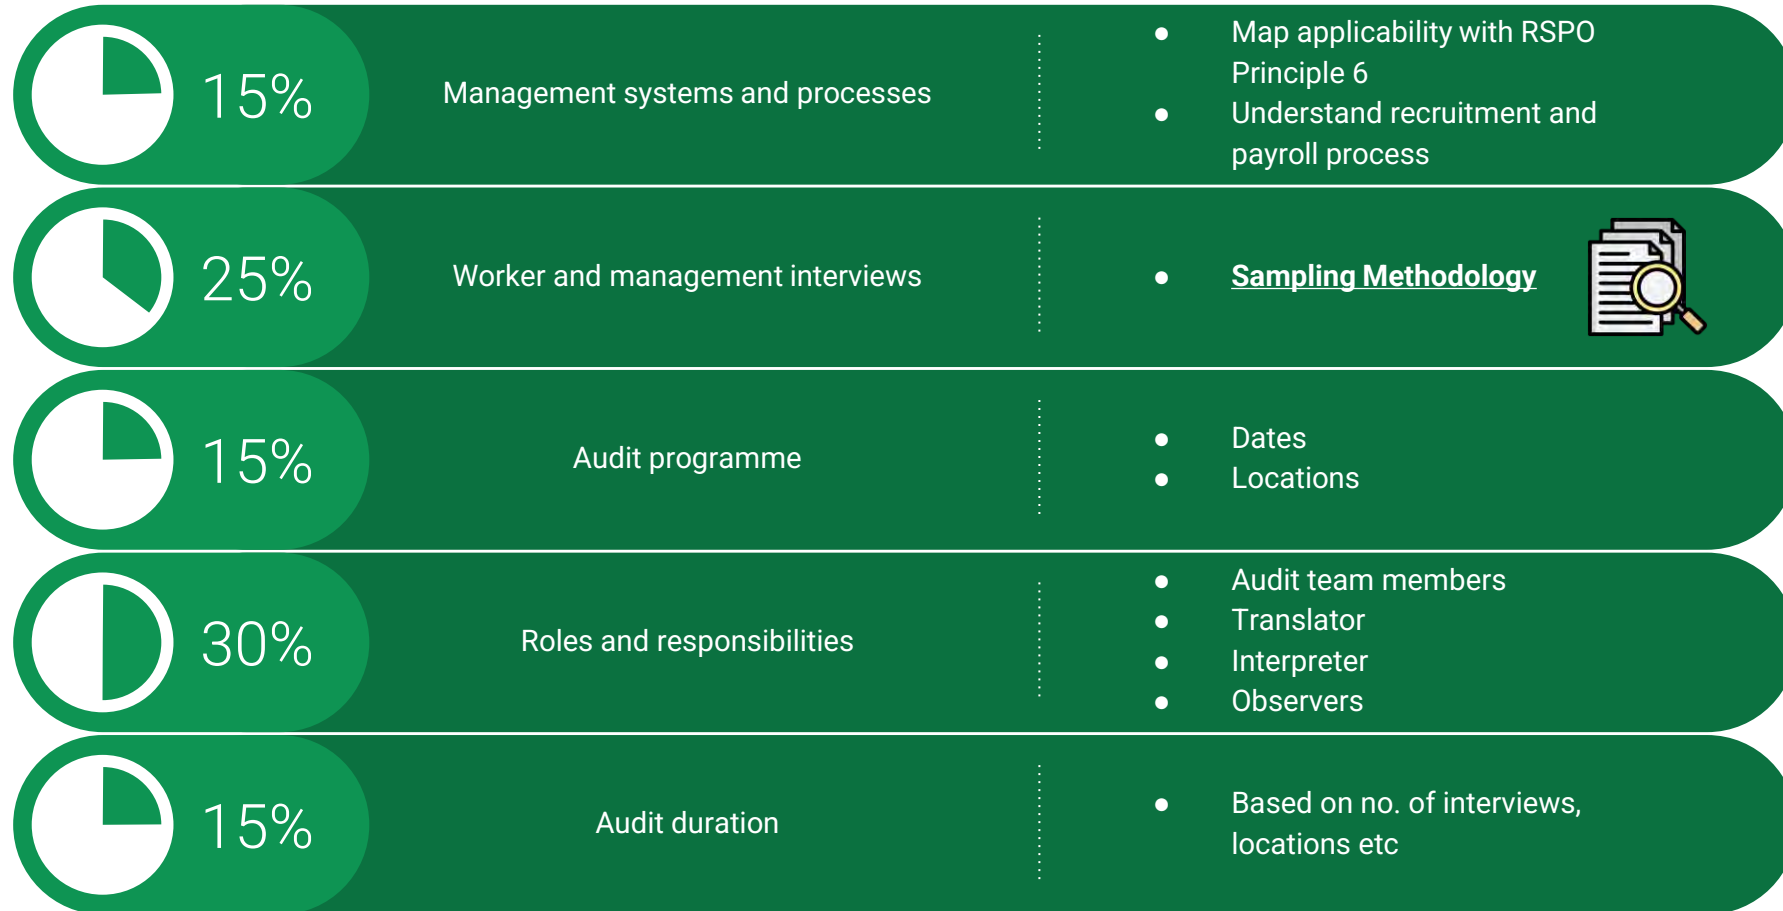 15%
Management systems and processes
● Map applicability with RSPO
Principle 6
● Understand recruitment and
payroll process
25%
Worker and management interviews
● Sampling Methodology
15%
Audit programme
● Dates
● Locations
30%
Roles and responsibilities
● Audit team members
● Translator
● Interpreter
● Observers
15%
Audit duration
● Based on no. of interviews,
locations etc